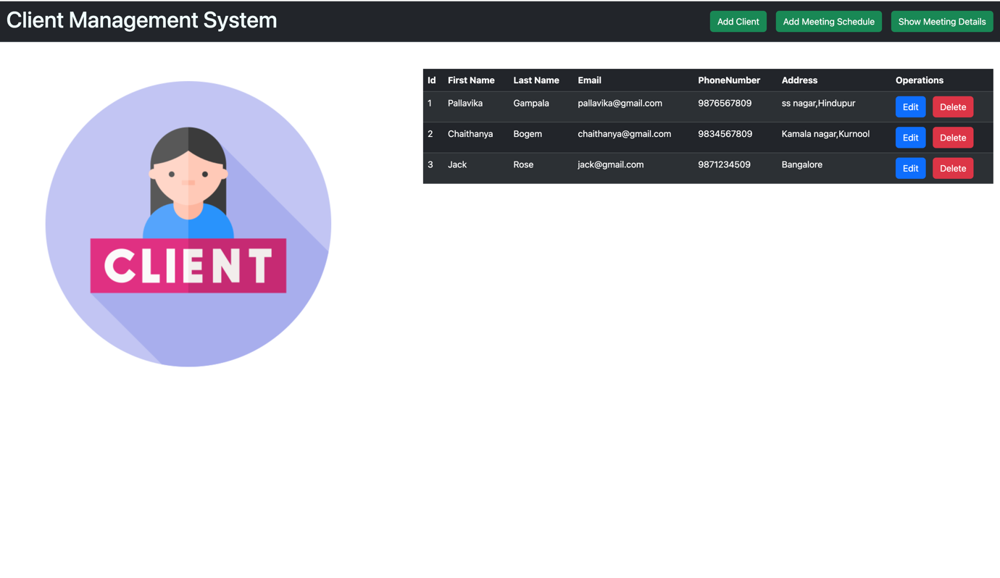 Client Management System Add Client Add Meeting Schedule Show Meeting Details
CLIENT
Id First Name Last Name Email PhoneNumber Address Operations
1 Pallavika Gampala pallavika@gmail.com 9876567809 ss nagar,Hindupur Edit Delete
2 Chaithanya Bogem chaithanya@gmail.com 9834567809 Kamala nagar,Kurnool Edit Delete
3 Jack Rose jack@gmail.com 9871234509 Bangalore Edit Delete